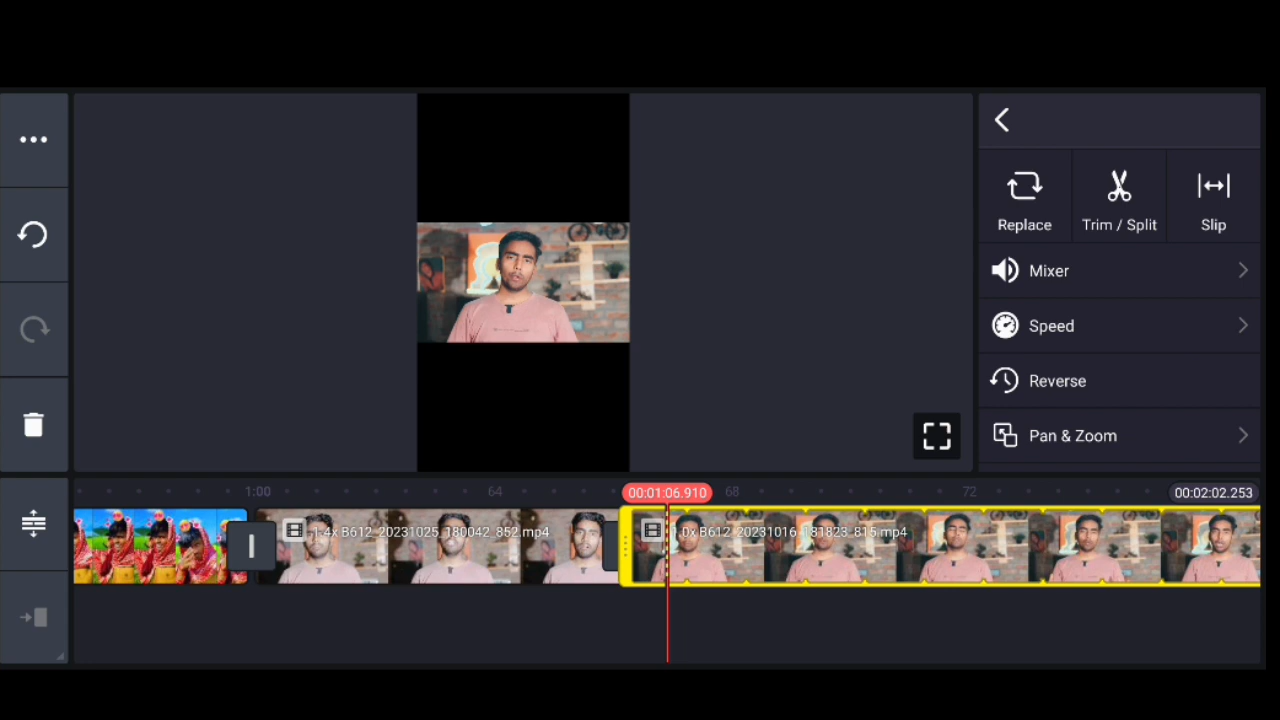 Replace
Trim / Split
Slip
Mixer
Speed
Reverse
Pan & Zoom
1:00
64
00:01:06.910
68
72
00:02:02.253
1.4x B612_20231025_180042_852.mp4
1.0x B612_20231016_181823_815.mp4